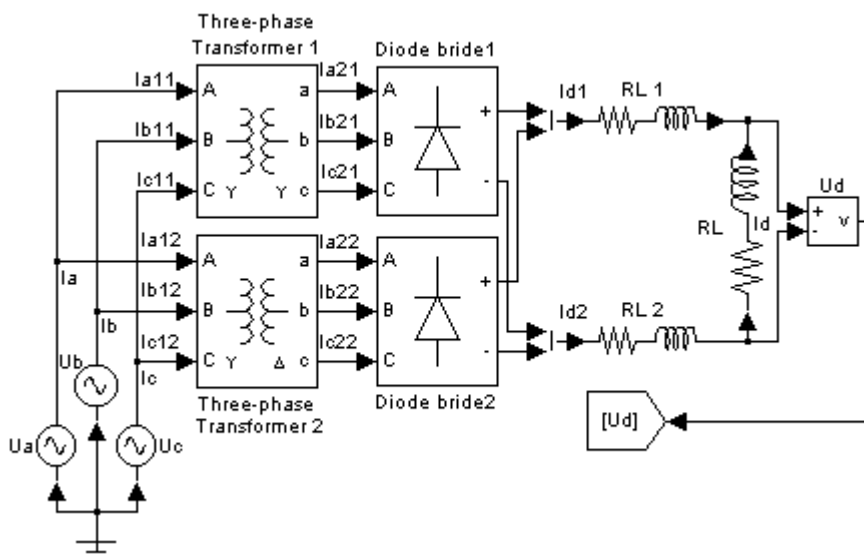 Three-phase
Transformer 1
Diode bride1
Ia11
Ia21
A
a
A
Id1
RL 1
+
Ib11
Ib21
B
b
B
Ic11
Ic21
-
C
Y
Y
c
C
Ud
+
-
v
RL
Id
Ia12
Ia22
A
a
A
Ia
+
Ib12
Ib22
B
b
B
Ib
Id2
RL 2
Ic12
Ic22
-
C
Y
Δ
c
C
Ic
Ub
Three-phase
Transformer 2
Diode bride2
[Ud]
Ua
Uc